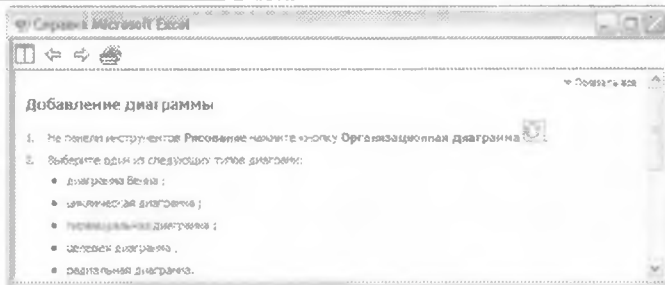 Справка Microsoft Excel
Показать все
Добавление диаграммы
1. На панели инструментов Рисование нажмите кнопку Организационная диаграмма
2. Выберите один из следующих типов диаграмм:
• диаграмма Венна ;
• циклическая диаграмма ;
• диаграмма ;
• целевая диаграмма ;
• радиальная диаграмма.